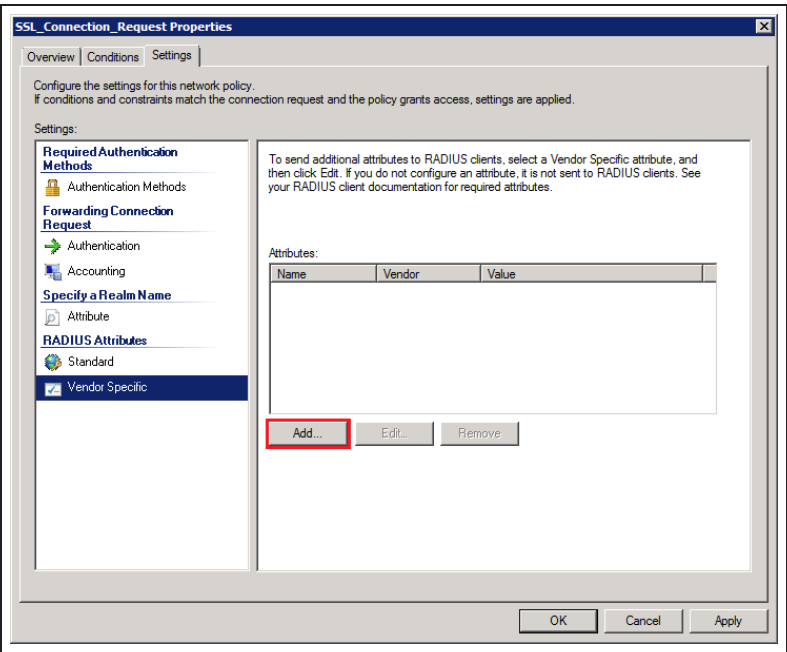 SSL_Connection_Request Properties
Overview
Conditions
Settings
Configure the settings for this network policy.
If conditions and constraints match the connection request and the policy grants access, settings are applied.
Settings:
Required Authentication
Methods
Authentication Methods
Forwarding Connection
Request
Authentication
Accounting
Specify a Realm Name
Attribute
RADIUS Attributes
Standard
Vendor Specific
To send additional attributes to RADIUS clients, select a Vendor Specific attribute, and
then click Edit. If you do not configure an attribute, it is not sent to RADIUS clients. See
your RADIUS client documentation for required attributes.
Attributes:
Name Vendor Value
Add... Edit... Remove
OK Cancel Apply